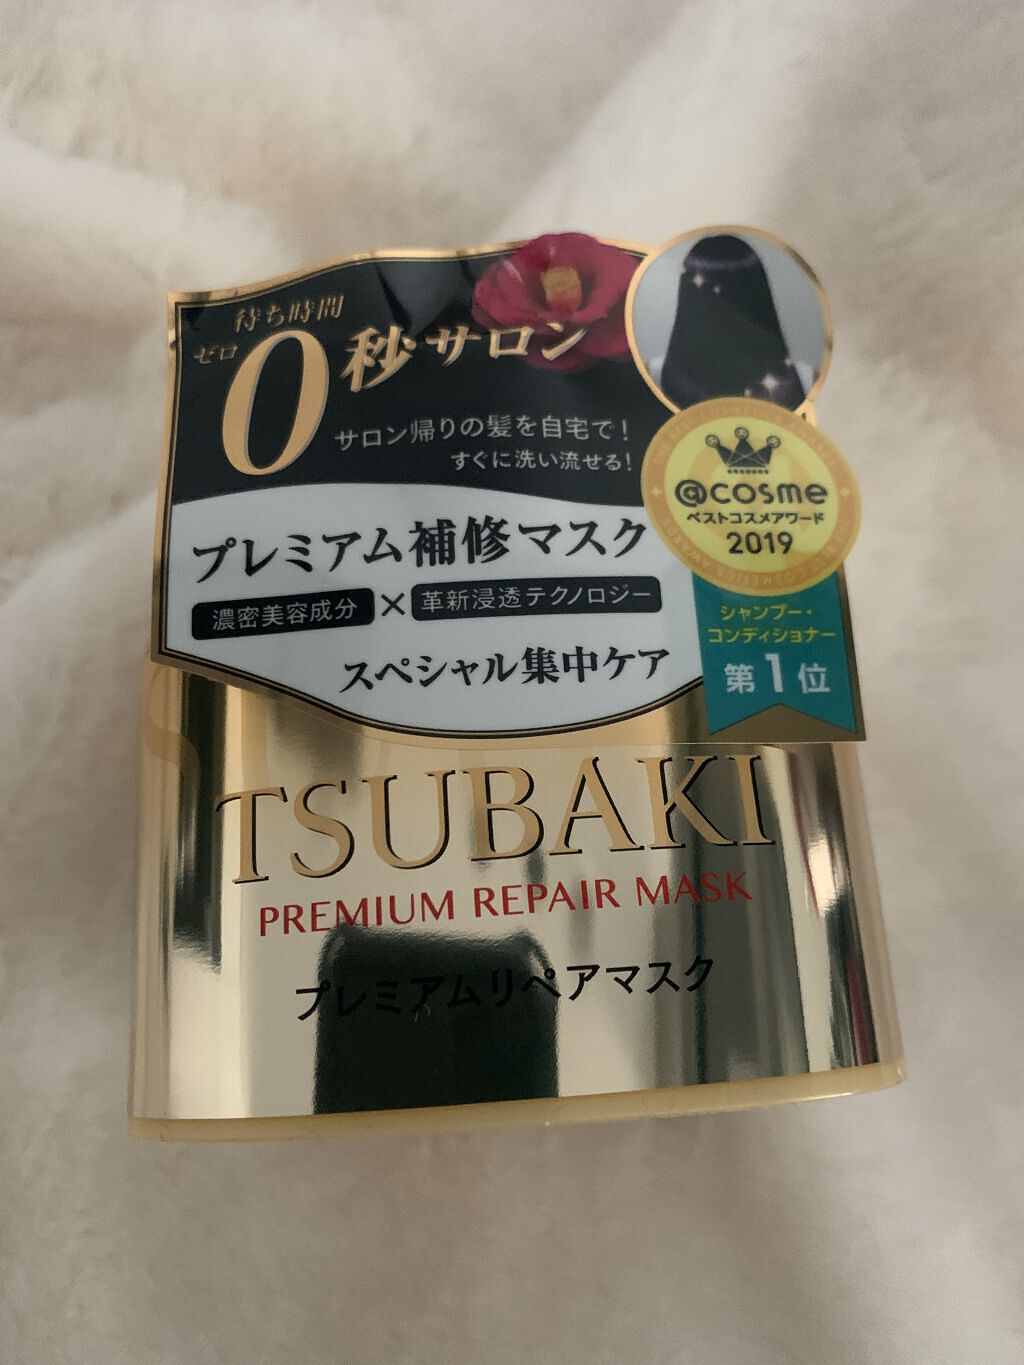 待ち時間
ゼロ
0秒サロン
サロン帰りの髪を自宅で!
すぐに洗い流せる!
プレミアム補修マスク
濃密美容成分×革新浸透テクノロジー
スペシャル集中ケア
@cosme
ベストコスメアワード
2019
シャンプー・
コンディショナー
第1位
TSUBAKI
PREMIUM REPAIR MASK
プレミアムリペアマスク